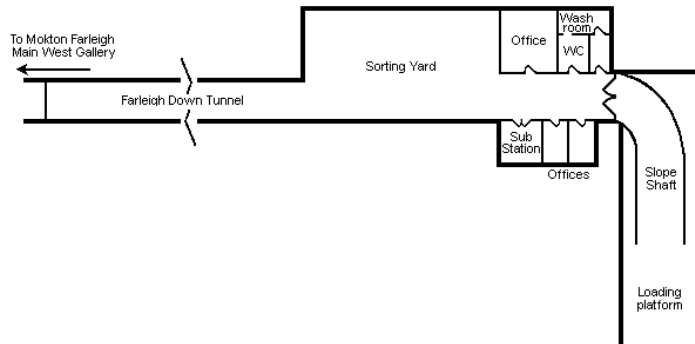 To Mokton Farleigh
Main West Gallery
Wash
room
Office
WC
Sorting Yard
Farleigh Down Tunnel
Sub
Station
Offices
Slope
Shaft
Loading
platform